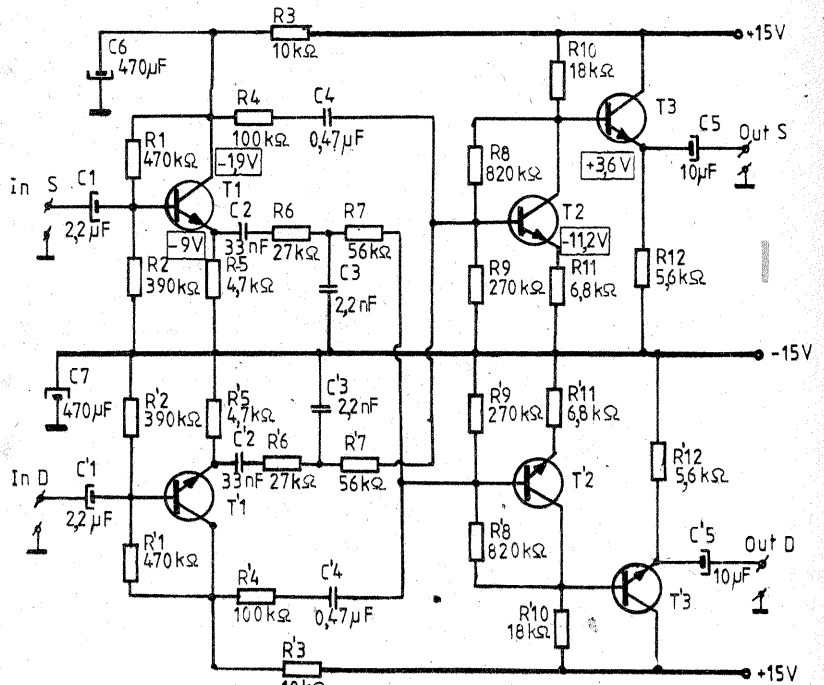 R3
10kΩ
+15V
C6
470µF
R10
18kΩ
R4
100kΩ
C4
0,47µF
T3
C5
10µF
Out S
R1
470kΩ
-1,9V
R8
820kΩ
+3,6V
In S
C1
2,2µF
T1
C2
33nF
R6
27kΩ
R7
56kΩ
T2
-11,2V
-9V
R2
390kΩ
R5
4,7kΩ
C3
2,2nF
R9
270kΩ
R11
6,8kΩ
R12
5,6kΩ
-15V
C7
470µF
R'2
390kΩ
R'5
4,7kΩ
C'3
2,2nF
R'9
270kΩ
R'11
6,8kΩ
C'2
33nF
R'6
27kΩ
R'7
56kΩ
R'12
5,6kΩ
In D
C'1
2,2µF
T'1
T'2
R'1
470kΩ
R'8
820kΩ
C'5
10µF
Out D
R'4
100kΩ
C'4
0,47µF
R'10
18kΩ
T'3
R'3
10kΩ
+15V